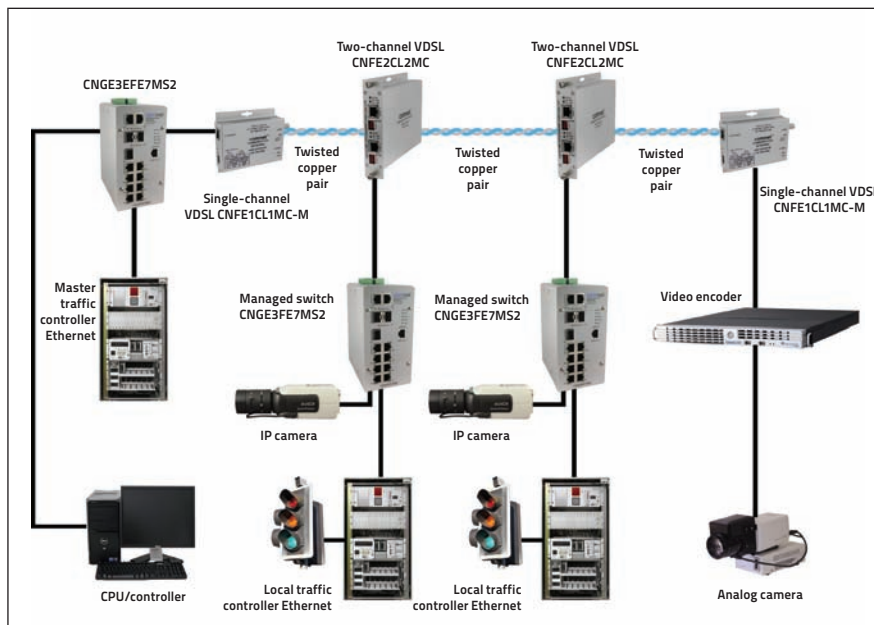 Two-channel VDSL
CNFE2CL2MC
Two-channel VDSL
CNFE2CL2MC
CNGE3EFE7MS2
Twisted
copper
pair
Twisted
copper
pair
Twisted
copper
pair
Single-channel
VDSL CNFE1CL1MC-M
Single-channel VDSL
CNFE1CL1MC-M
Master
traffic
controller
Ethernet
Managed switch
CNGE3FE7MS2
Managed switch
CNGE3FE7MS2
Video encoder
IP camera
IP camera
CPU/controller
Local traffic
controller Ethernet
Local traffic
controller Ethernet
Analog camera